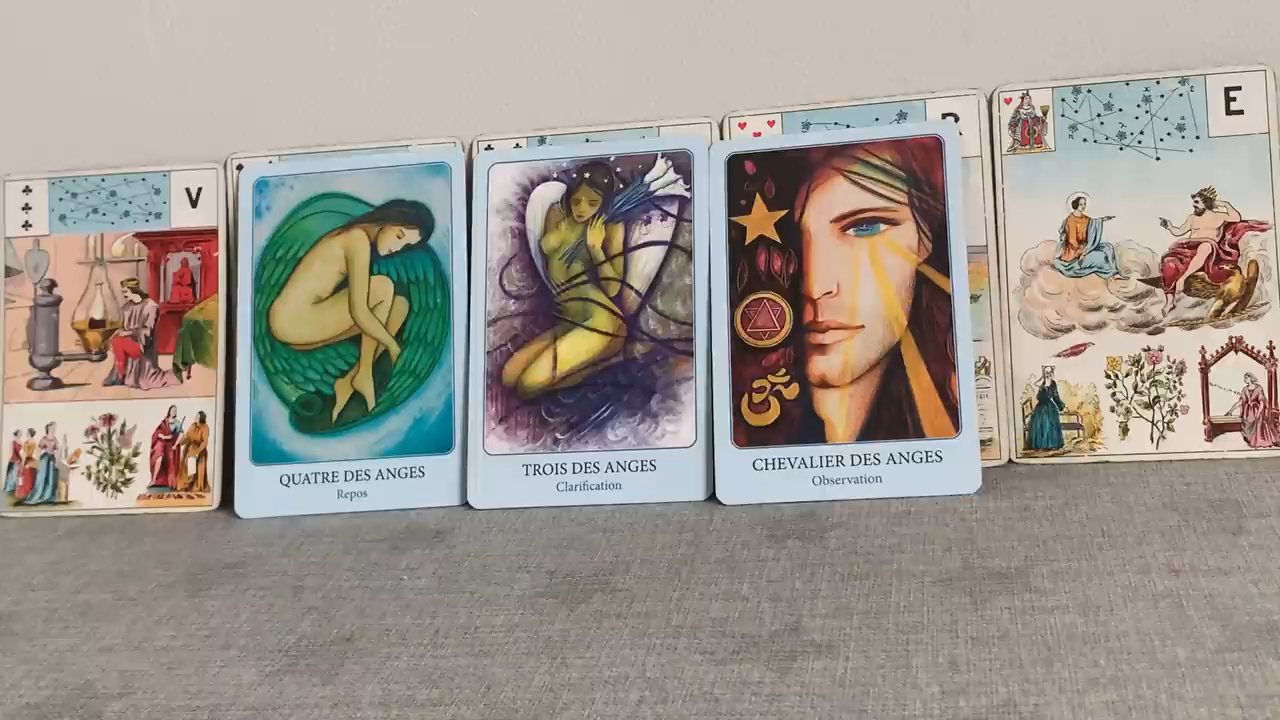 V
E
QUATRE DES ANGES
Repos
TROIS DES ANGES
Clarification
CHEVALIER DES ANGES
Observation